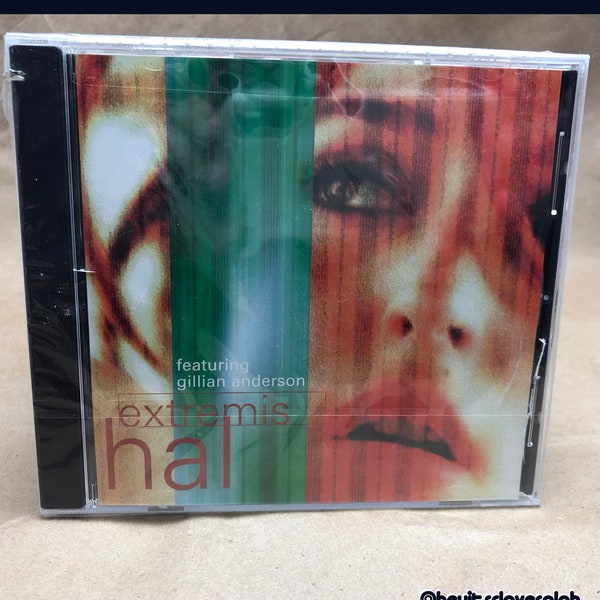 featuring
gillian anderson
extremis
hal